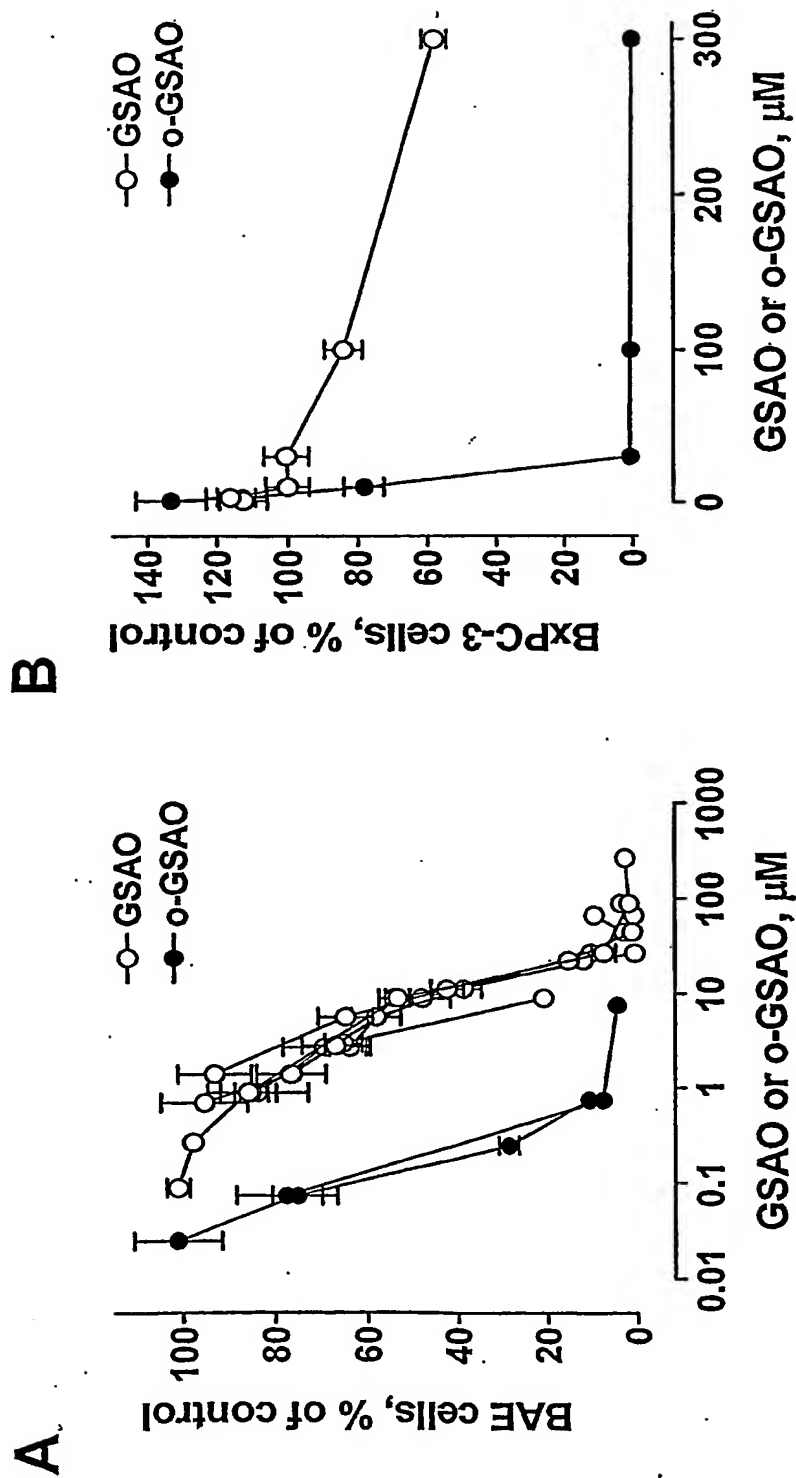 A
BAE cells, % of control
100
80
60
40
20
0
GSAO
o-GSAO
0.01 0.1 1 10 100 1000
GSAO or o-GSAO, µM
B
BxPC-3 cells, % of control
140
120
100
80
60
40
20
0
GSAO
o-GSAO
0 100 200 300
GSAO or o-GSAO, µM